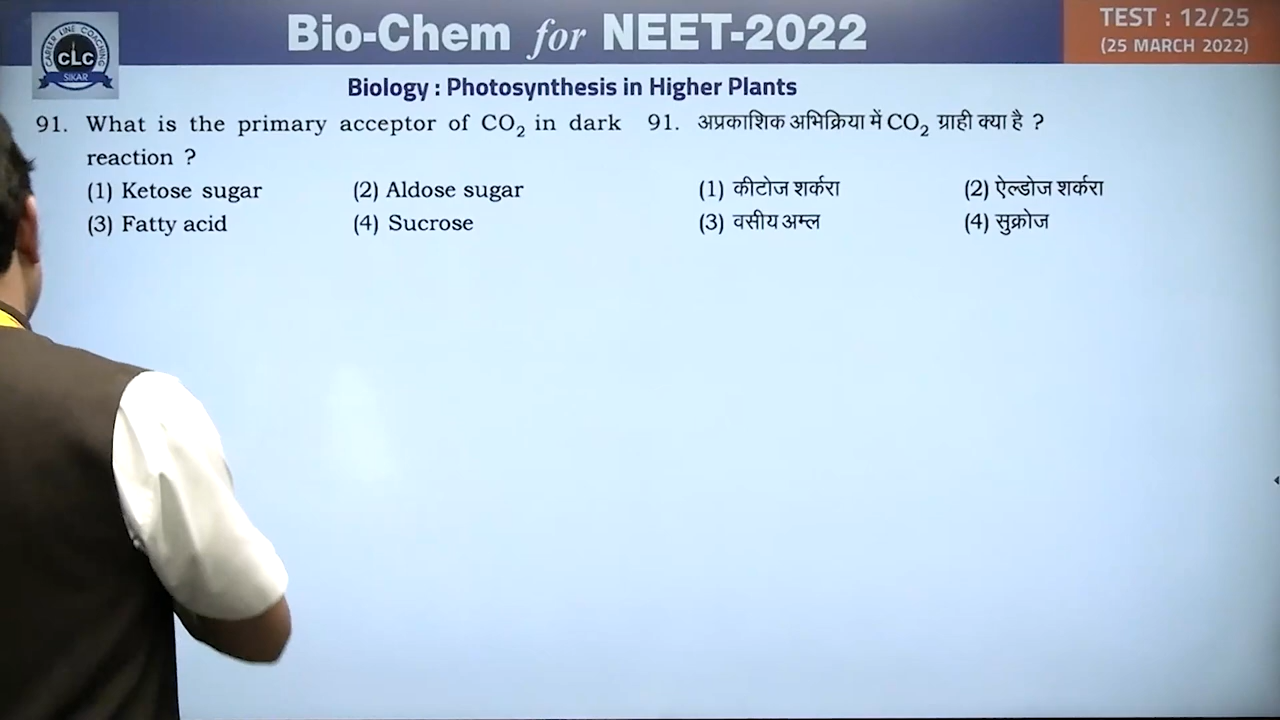 Bio-Chem for NEET-2022
TEST : 12/25
(25 MARCH 2022)
CAREER LINE COACHING
CLC
SIKAR
Biology : Photosynthesis in Higher Plants
91. What is the primary acceptor of CO₂ in dark
reaction ?
(1) Ketose sugar (2) Aldose sugar
(3) Fatty acid (4) Sucrose
91. अप्रकाशिक अभिक्रिया में CO₂ ग्राही क्या है ?
(1) कीटोज शर्करा (2) ऐल्डोज शर्करा
(3) वसीय अम्ल (4) सुक्रोज